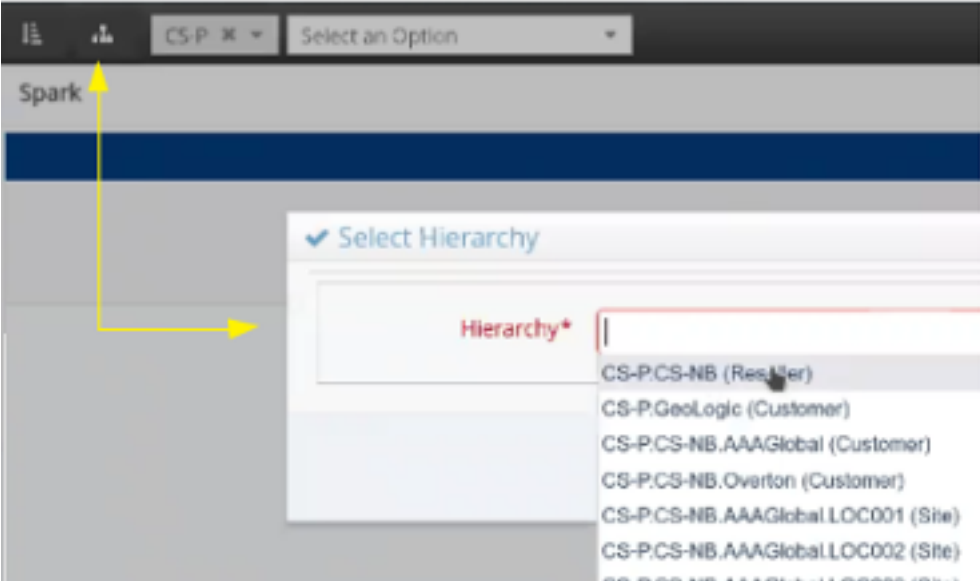 CS-P ✖ Select an Option
Spark
Select Hierarchy
Hierarchy*
CS-P.CS-NB (Reseller)
CS-P.GeoLogic (Customer)
CS-P.CS-NB.AAAGlobal (Customer)
CS-P.CS-NB.Overton (Customer)
CS-P.CS-NB.AAAGlobal.LOC001 (Site)
CS-P.CS-NB.AAAGlobal.LOC002 (Site)